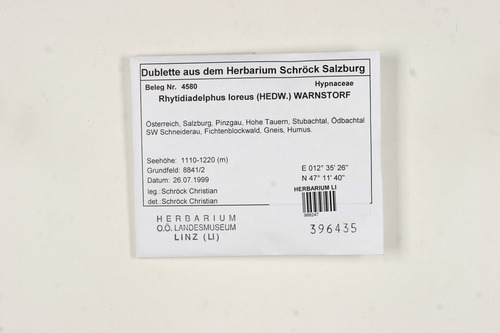 Dublette aus dem Herbarium Schröck Salzburg
Beleg Nr. 4580 Hypnaceae
Rhytidiadelphus loreus (HEDW.) WARNSTORF
Österreich, Salzburg, Pinzgau, Hohe Tauern, Stubachtal, Ödbachtal
SW Schneiderau, Fichtenblockwald, Gneis, Humus.
Seehöhe: 1110-1220 (m)
Grundfeld: 8841/2
Datum: 26.07.1999
leg.:Schröck Christian
det.:Schröck Christian
E 012° 35' 26"
N 47° 11' 40"
HERBARIUM LI
988247
HERBARIUM
O.Ö. LANDESMUSEUM
LINZ (LI)
396435